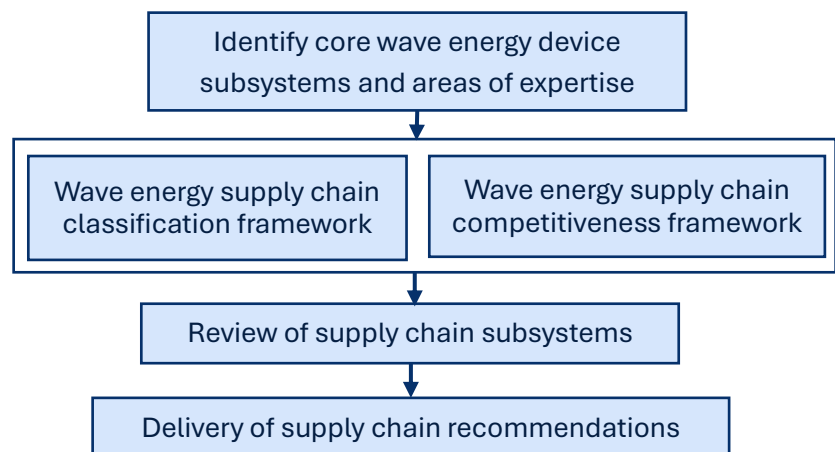 Identify core wave energy device
subsystems and areas of expertise
Wave energy supply chain
classification framework
Wave energy supply chain
competitiveness framework
Review of supply chain subsystems
Delivery of supply chain recommendations